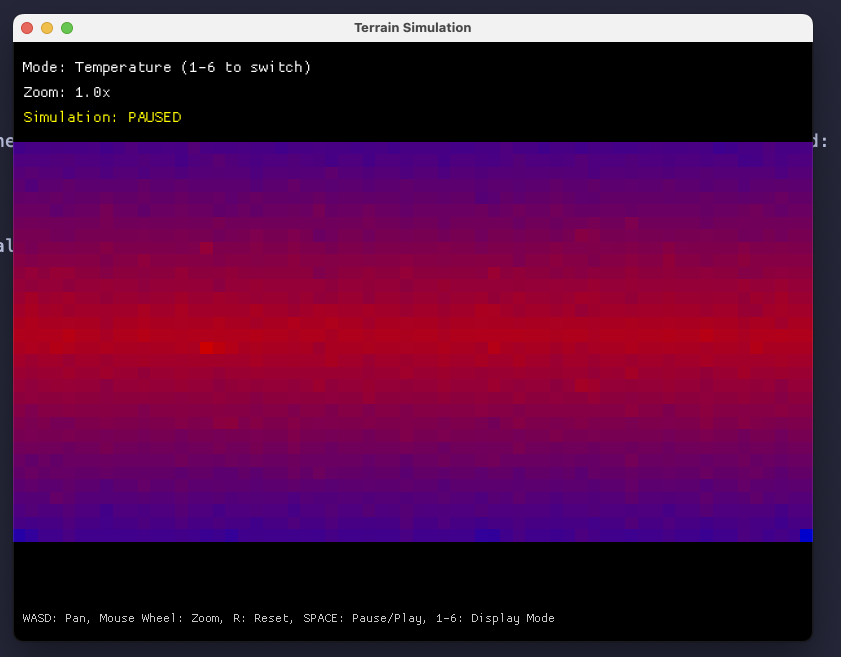 Terrain Simulation
Mode: Temperature (1-6 to switch)
Zoom: 1.0x
Simulation: PAUSED
WASD: Pan, Mouse Wheel: Zoom, R: Reset, SPACE: Pause/Play, 1-6: Display Mode